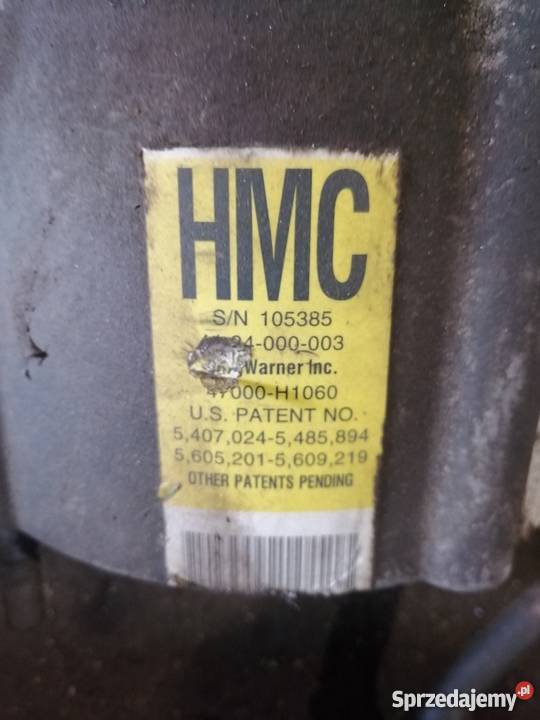 HMC
S/N 105385
24-000-003
Warner Inc.
47000-H1060
U.S. PATENT NO.
5,407,024-5,485,894
5,605,201-5,609,219
OTHER PATENTS PENDING
Sprzedajemy.pl